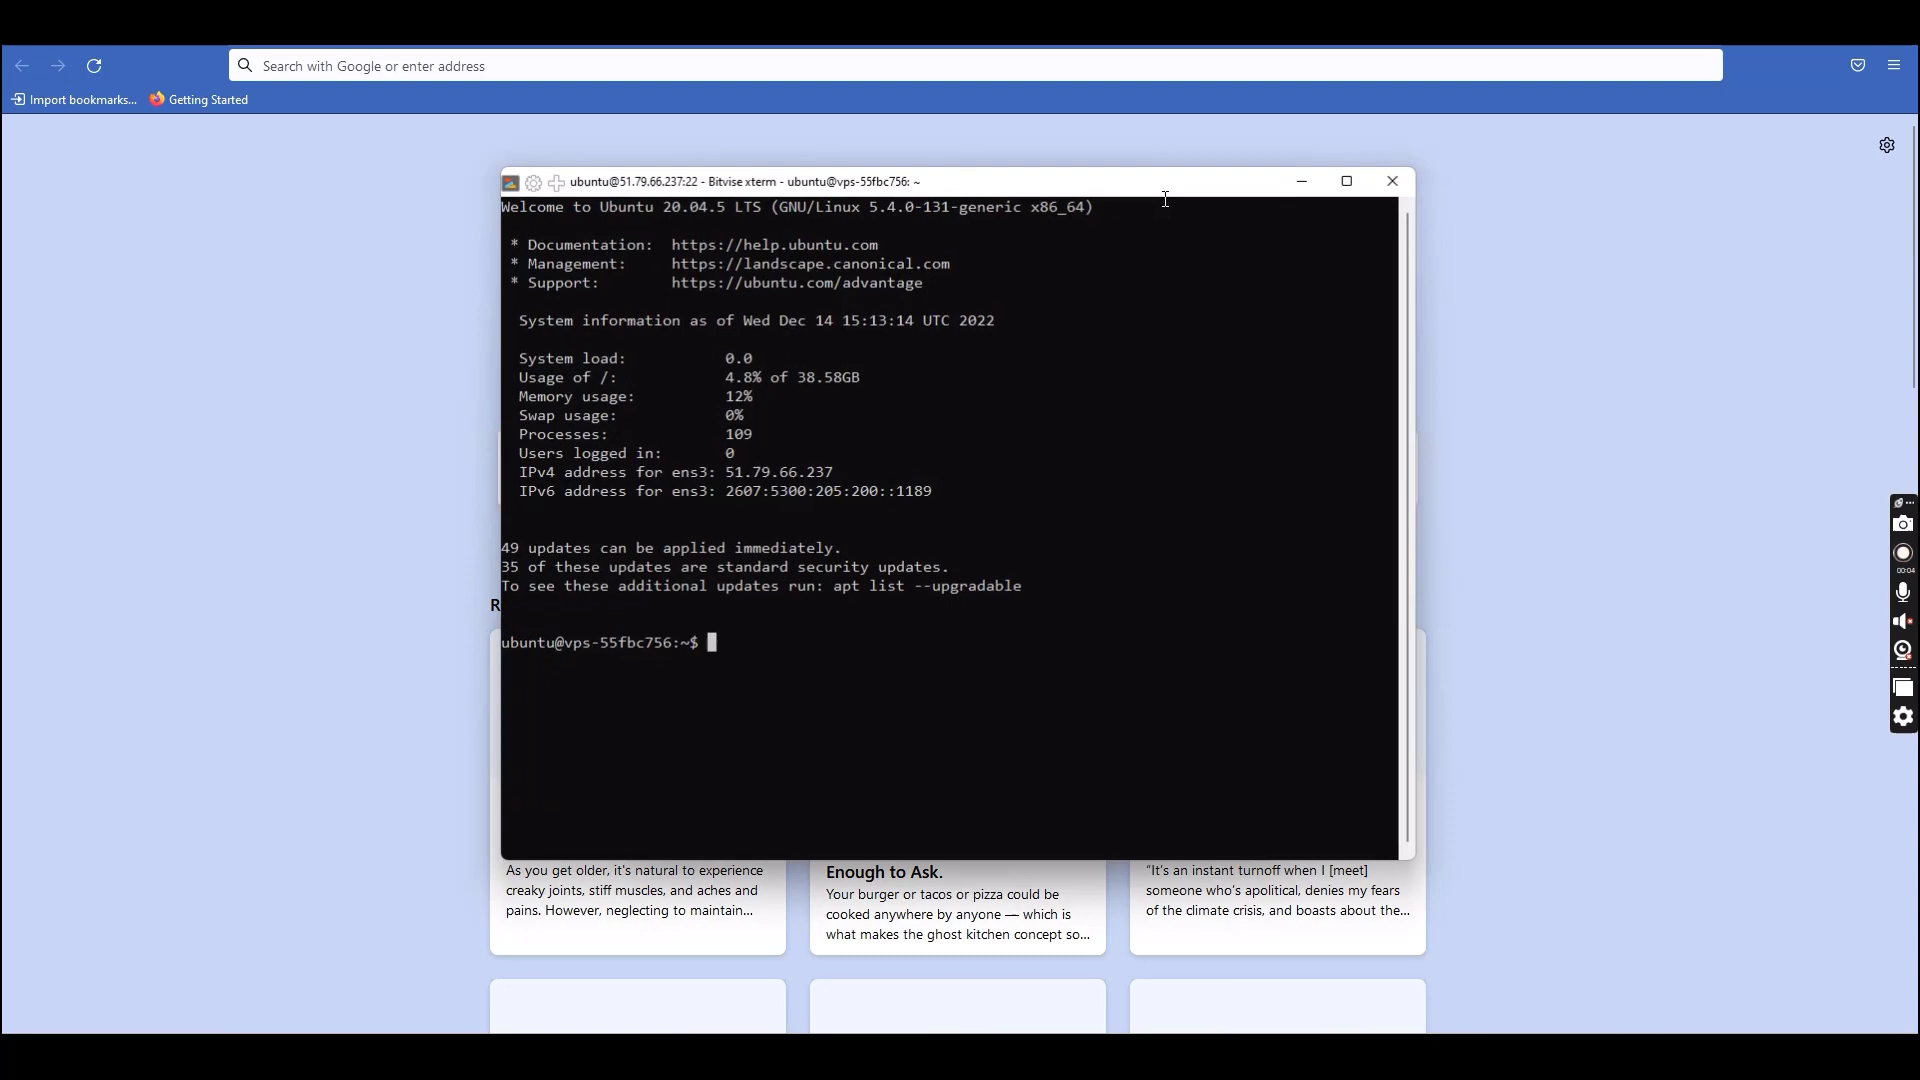 Search with Google or enter address
Import bookmarks...
Getting Started
ubuntu@51.79.66.237:22 - Bitvise xterm - ubuntu@vps-55fbc756: ~
Welcome to Ubuntu 20.04.5 LTS (GNU/Linux 5.4.0-131-generic x86_64)
* Documentation: https://help.ubuntu.com
* Management: https://landscape.canonical.com
* Support: https://ubuntu.com/advantage
System information as of Wed Dec 14 15:13:14 UTC 2022
System load: 0.0
Usage of /: 4.8% of 38.58GB
Memory usage: 12%
Swap usage: 0%
Processes: 109
Users logged in: 0
IPv4 address for ens3: 51.79.66.237
IPv6 address for ens3: 2607:5300:205:200::1189
49 updates can be applied immediately.
35 of these updates are standard security updates.
To see these additional updates run: apt list --upgradable
R
ubuntu@vps-55fbc756:~$
00:04
As you get older, it's natural to experience
creaky joints, stiff muscles, and aches and
pains. However, neglecting to maintain...
Enough to Ask.
Your burger or tacos or pizza could be
cooked anywhere by anyone — which is
what makes the ghost kitchen concept so...
“It’s an instant turnoff when I [meet]
someone who’s apolitical, denies my fears
of the climate crisis, and boasts about the...